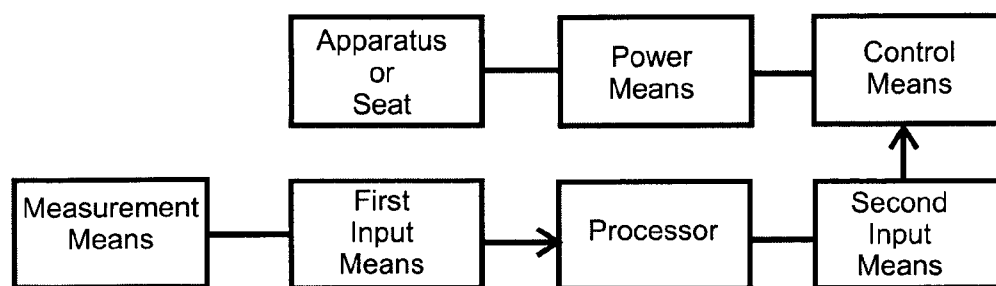 Apparatus
or
Seat
Power
Means
Control
Means
Measurement
Means
First
Input
Means
Processor
Second
Input
Means